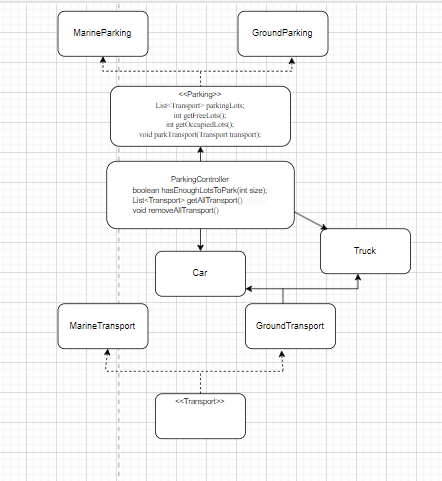 MarineParking
GroundParking
<<Parking>>
List<Transport> parkingLots;
int getFreeLots();
int getOccupiedLots();
void parkTransport(Transport transport);
ParkingController
boolean hasEnoughLotsToPark(int size);
List<Transport> getAllTransport()
void removeAllTransport()
Truck
Car
MarineTransport
GroundTransport
<<Transport>>